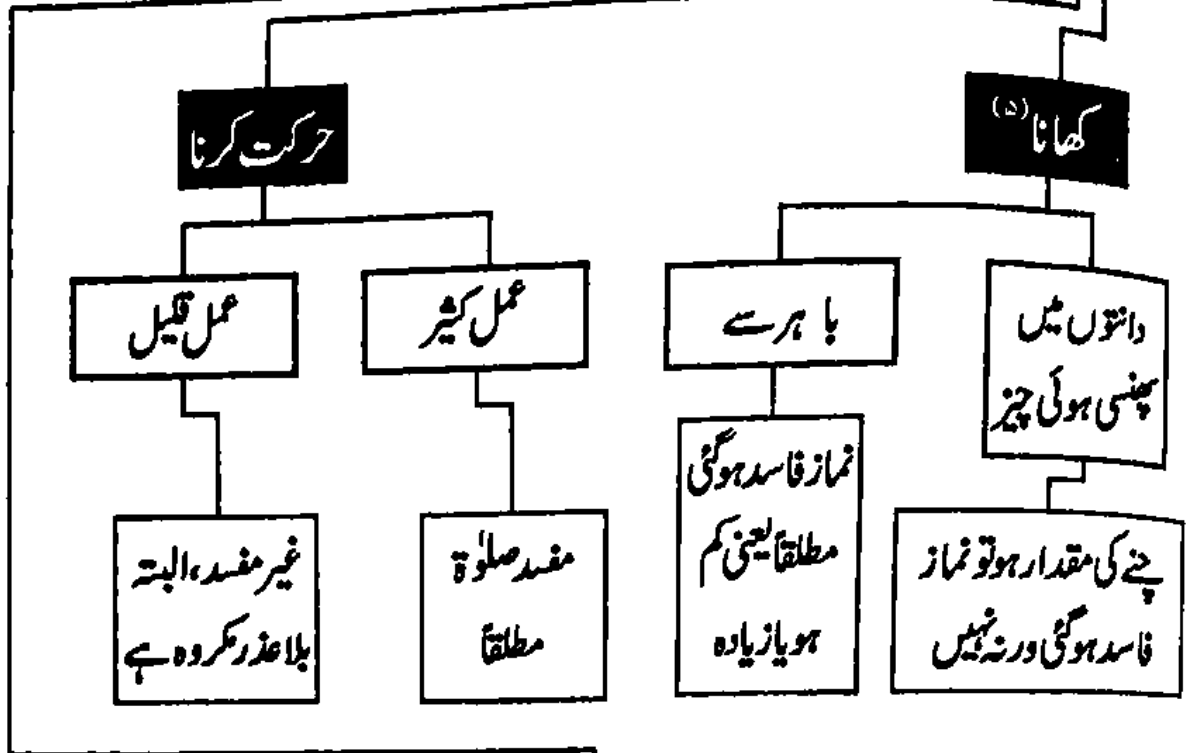 کھانا (۵)
حرکت کرنا
دانتوں میں
پھنسی ہوئی چیز
باہر سے
عمل کثیر
عمل قلیل
چنے کی مقدار ہو تو نماز
فاسد ہوگئی ورنہ نہیں
نماز فاسد ہوگئی
مطلقاً یعنی کم
ہو یا زیادہ
مفسد صلوٰة
مطلقاً
غیر مفسد، البتہ
بلا عذر مکروہ ہے